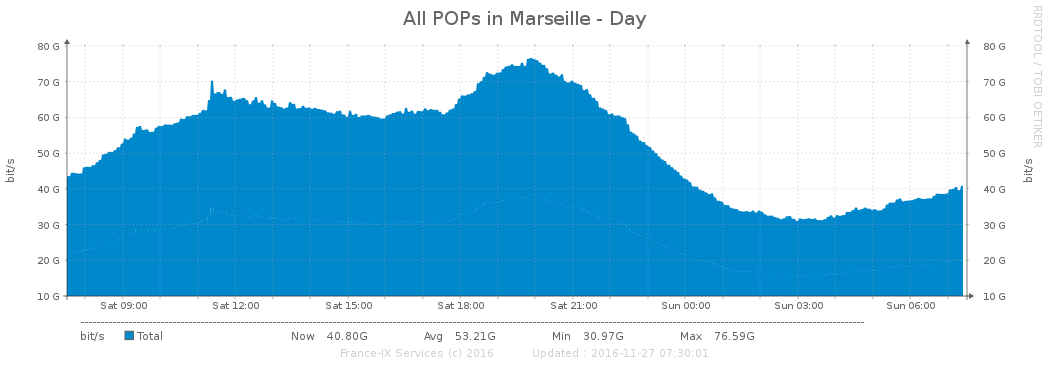 All POPs in Marseille - Day
RRDTOOL / TOBI OETIKER
80 G 80 G
70 G 70 G
60 G 60 G
50 G 50 G
40 G 40 G
30 G 30 G
20 G 20 G
10 G 10 G
bit/s bit/s
Sat 09:00 Sat 12:00 Sat 15:00 Sat 18:00 Sat 21:00 Sun 00:00 Sun 03:00 Sun 06:00
bit/s Total Now 40.80G Avg 53.21G Min 30.97G Max 76.59G
France-IX Services (c) 2016 Updated : 2016-11-27 07:30:01